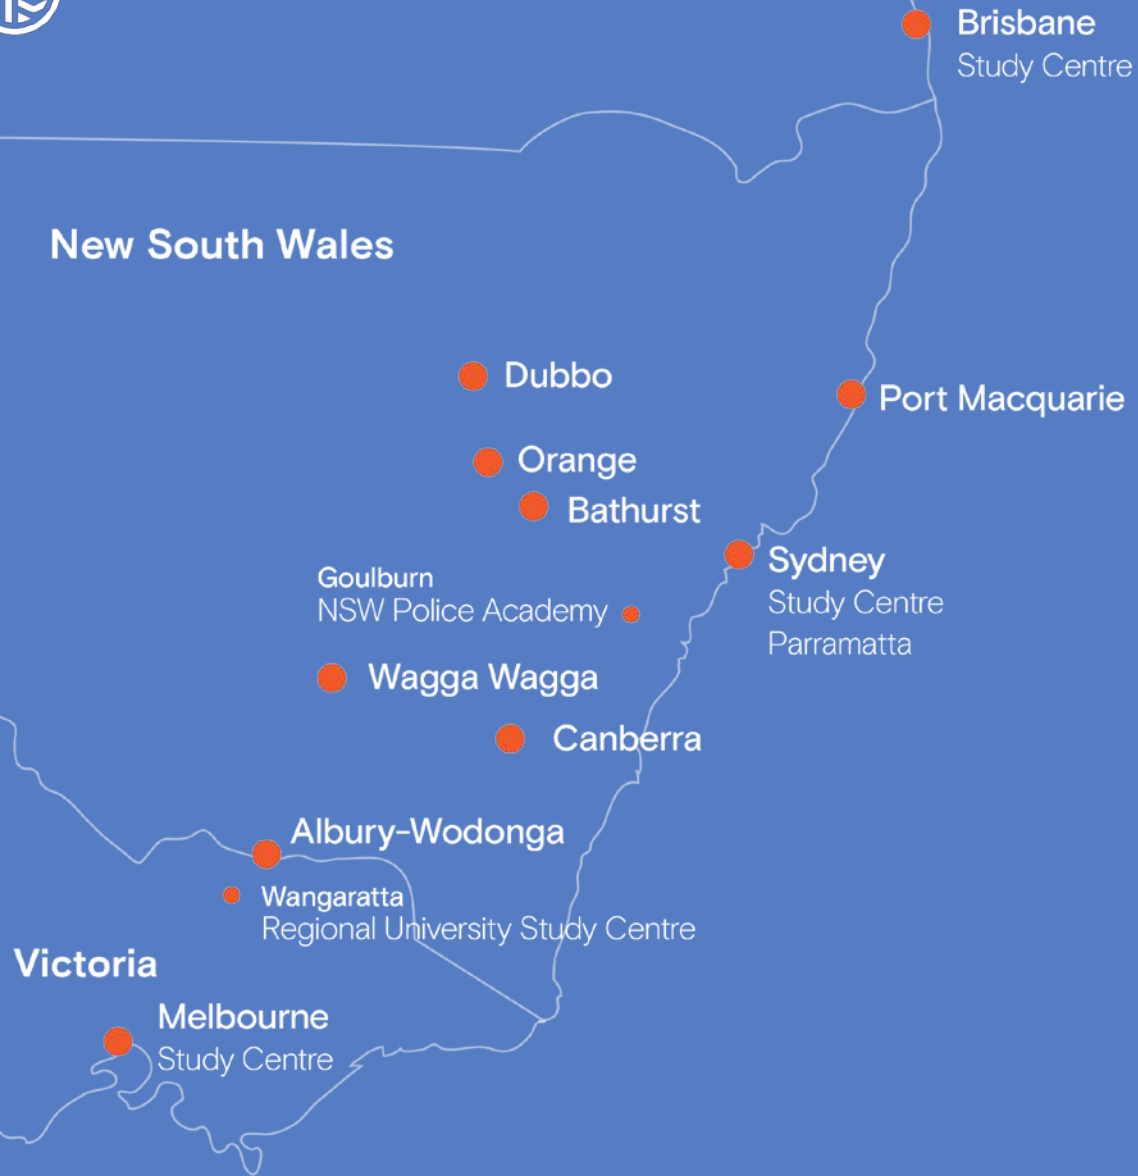 Brisbane
Study Centre
New South Wales
Dubbo
Port Macquarie
Orange
Bathurst
Sydney
Study Centre
Parramatta
Goulburn
NSW Police Academy
Wagga Wagga
Canberra
Albury-Wodonga
Wangaratta
Regional University Study Centre
Victoria
Melbourne
Study Centre